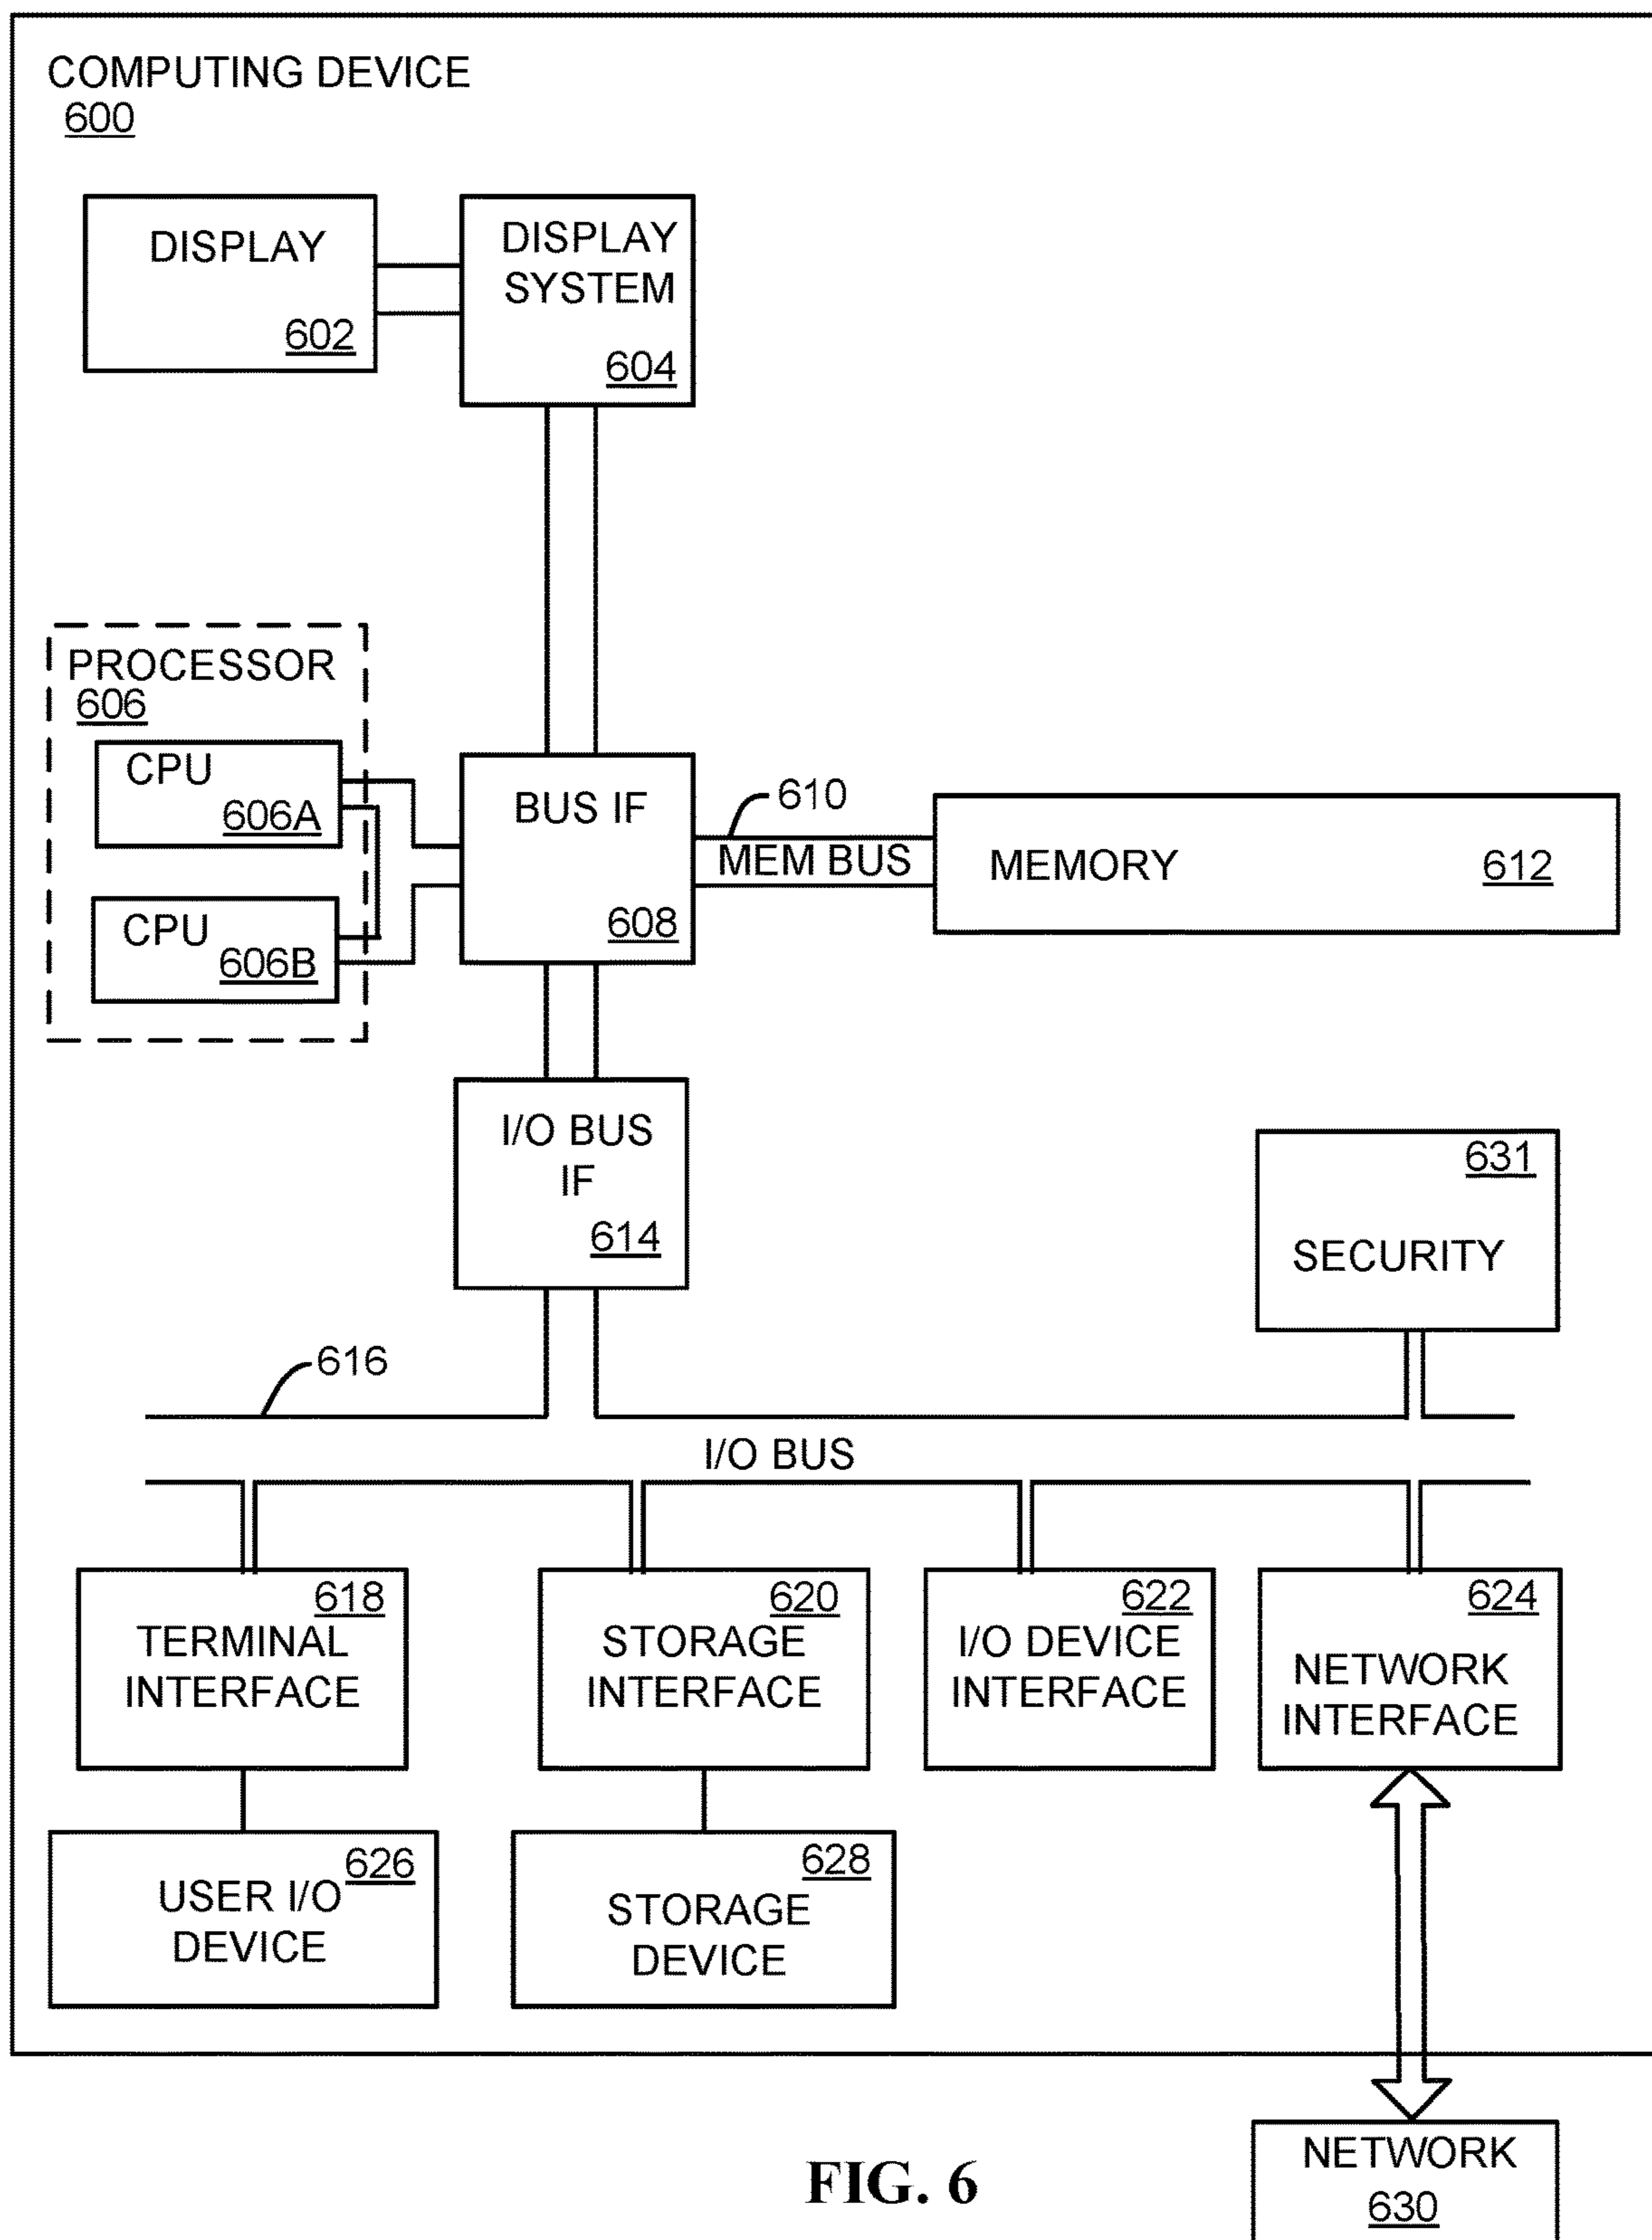 COMPUTING DEVICE
600
DISPLAY
602
DISPLAY
SYSTEM
604
PROCESSOR
606
CPU
606A
CPU
606B
BUS IF
608
610
MEM BUS
MEMORY
612
I/O BUS
IF
614
631
SECURITY
616
I/O BUS
618
TERMINAL
INTERFACE
620
STORAGE
INTERFACE
622
I/O DEVICE
INTERFACE
624
NETWORK
INTERFACE
626
USER I/O
DEVICE
628
STORAGE
DEVICE
NETWORK
630
FIG. 6